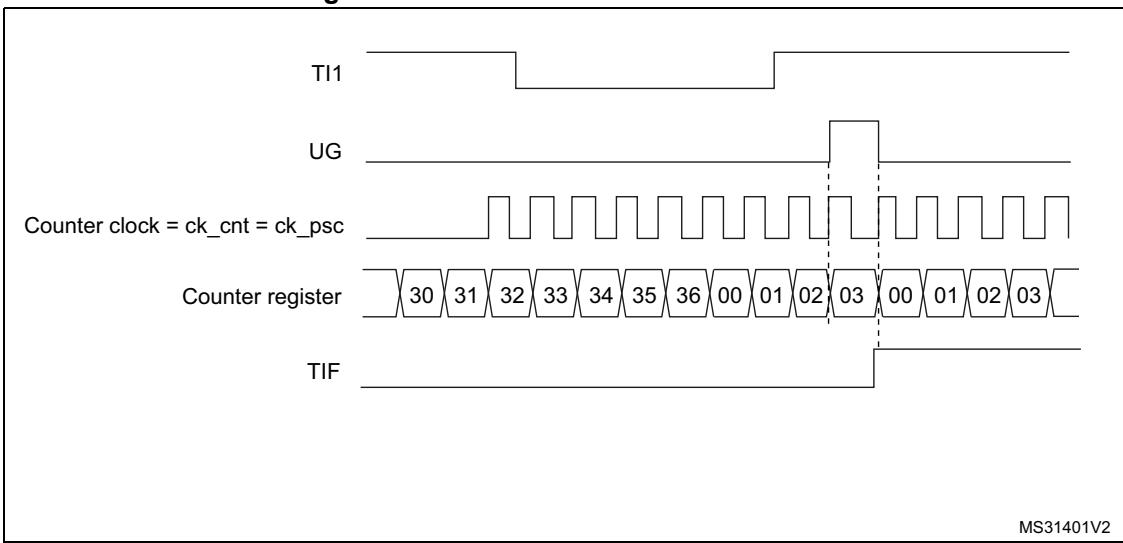 TI1
UG
Counter clock = ck_cnt = ck_psc
Counter register 30 31 32 33 34 35 36 00 01 02 03 00 01 02 03
TIF
MS31401V2